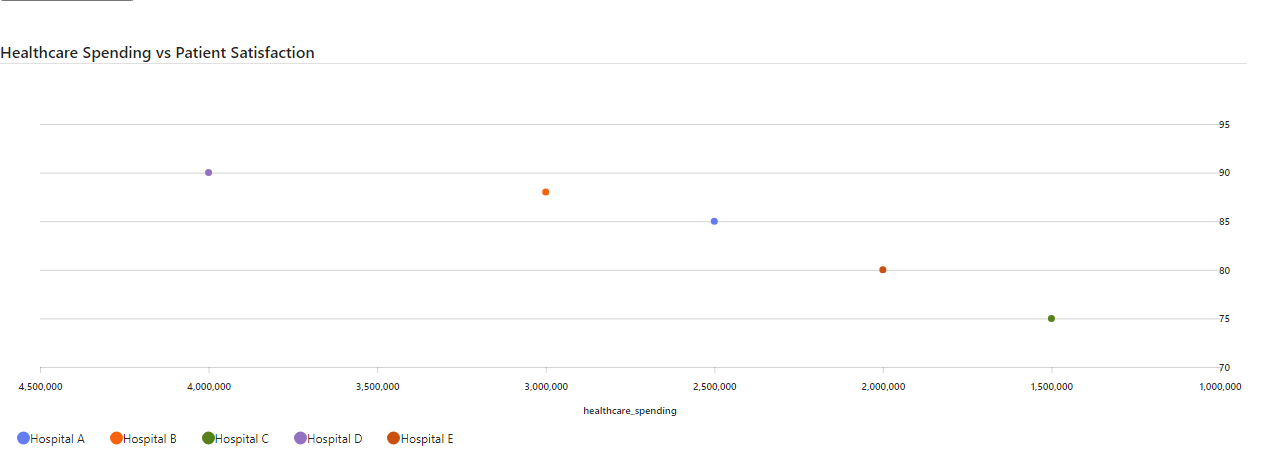 Healthcare Spending vs Patient Satisfaction
95
90
85
80
75
70
4,500,000 4,000,000 3,500,000 3,000,000 2,500,000 2,000,000 1,500,000 1,000,000
healthcare_spending
Hospital A Hospital B Hospital C Hospital D Hospital E